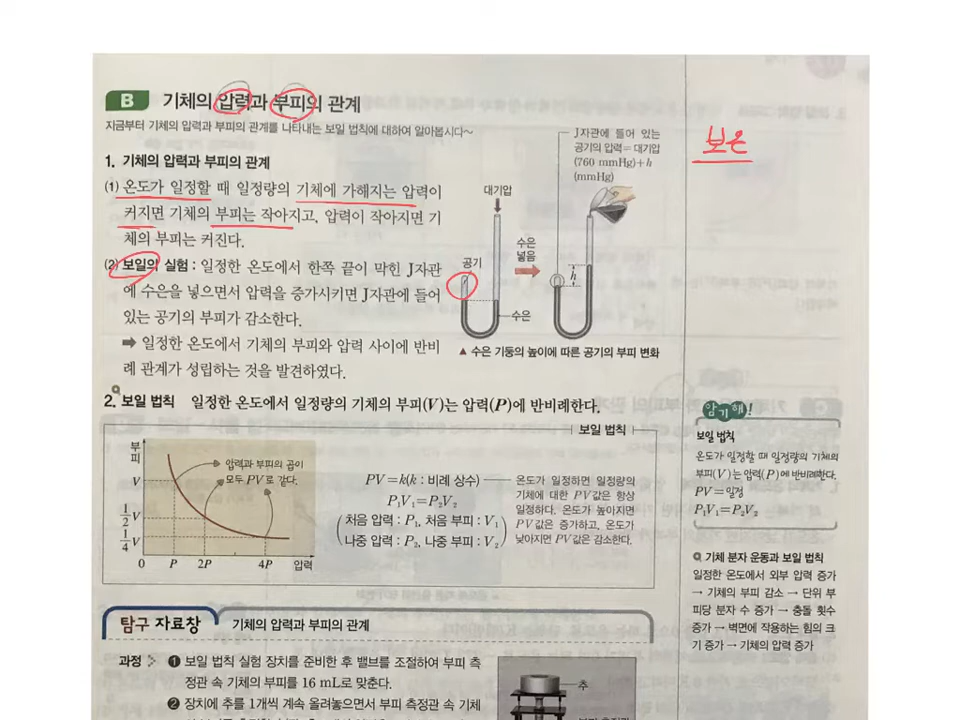 B 기체의 압력과 부피의 관계
지금부터 기체의 압력과 부피의 관계를 나타내는 보일 법칙에 대하여 알아봅시다~
1. 기체의 압력과 부피의 관계
(1) 온도가 일정할 때 일정량의 기체에 가해지는 압력이
커지면 기체의 부피는 작아지고, 압력이 작아지면 기
체의 부피는 커진다.
(2) 보일의 실험 : 일정한 온도에서 한쪽 끝이 막힌 J자관
에 수은을 넣으면서 압력을 증가시키면 J자관에 들어
있는 공기의 부피가 감소한다.
➡ 일정한 온도에서 기체의 부피와 압력 사이에 반비
례 관계가 성립하는 것을 발견하였다.
J자관에 들어 있는
공기의 압력=대기압
(760 mmHg)+h
(mmHg)
대기압
공기
수은
넣음
h
수은
▲ 수은 기둥의 높이에 따른 공기의 부피 변화
2. 보일 법칙 일정한 온도에서 일정량의 기체의 부피(V)는 압력(P)에 반비례한다.
보일 법칙
부피
V
1/2 V
1/4 V
0 P 2P 4P 압력
압력과 부피의 곱이
모두 PV로 같다.
PV=k(k : 비례 상수)
P₁V₁=P₂V₂
(처음 압력 : P₁, 처음 부피 : V₁
나중 압력 : P₂, 나중 부피 : V₂)
온도가 일정하면 일정량의
기체에 대한 PV값은 항상
일정하다. 온도가 높아지면
PV값은 증가하고, 온도가
낮아지면 PV값은 감소한다.
탐구 자료창 기체의 압력과 부피의 관계
과정 ❶ 보일 법칙 실험 장치를 준비한 후 밸브를 조절하여 부피 측
정관 속 기체의 부피를 16 mL로 맞춘다.
❷ 장치에 추를 1개씩 계속 올려놓으면서 부피 측정관 속 기체
추
보은
암기해!
보일 법칙
온도가 일정할 때 일정량의 기체의
부피(V)는 압력(P)에 반비례한다.
PV=일정
P₁V₁=P₂V₂
기체 분자 운동과 보일 법칙
일정한 온도에서 외부 압력 증가
→ 기체의 부피 감소 → 단위 부
피당 분자 수 증가 → 충돌 횟수
증가 → 벽면에 작용하는 힘의 크
기 증가 → 기체의 압력 증가